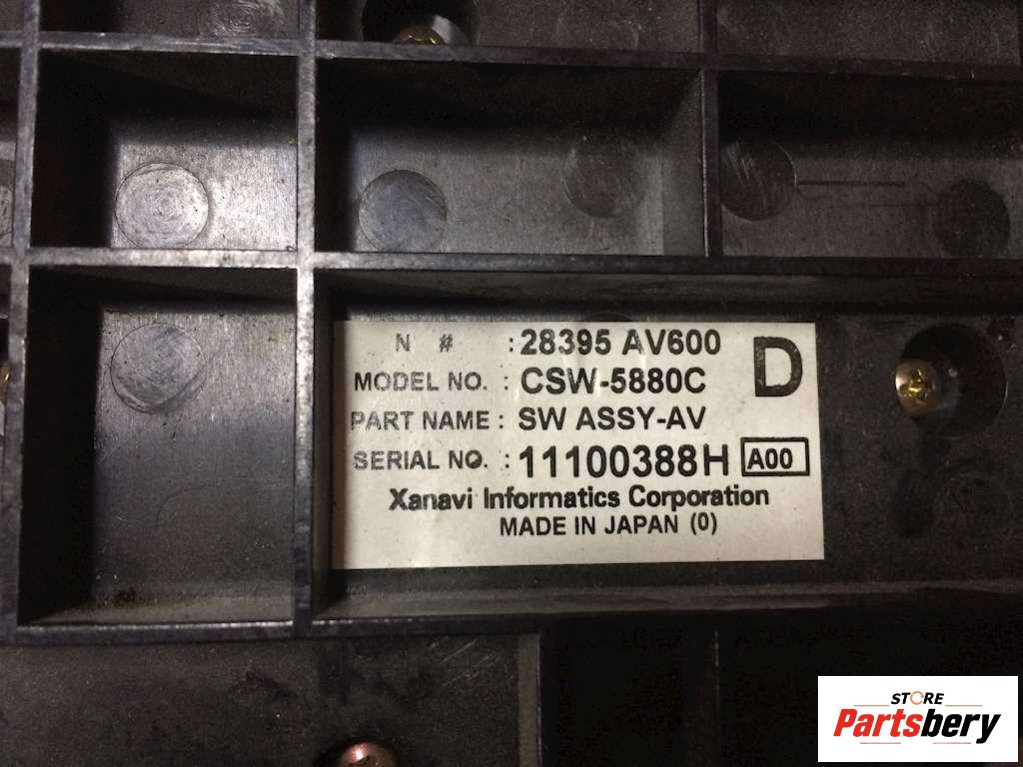 N # : 28395 AV600 D
MODEL NO. : CSW-5880C
PART NAME : SW ASSY-AV
SERIAL NO. : 11100388H A00
Xanavi Informatics Corporation
MADE IN JAPAN (0)
STORE
Partsbery